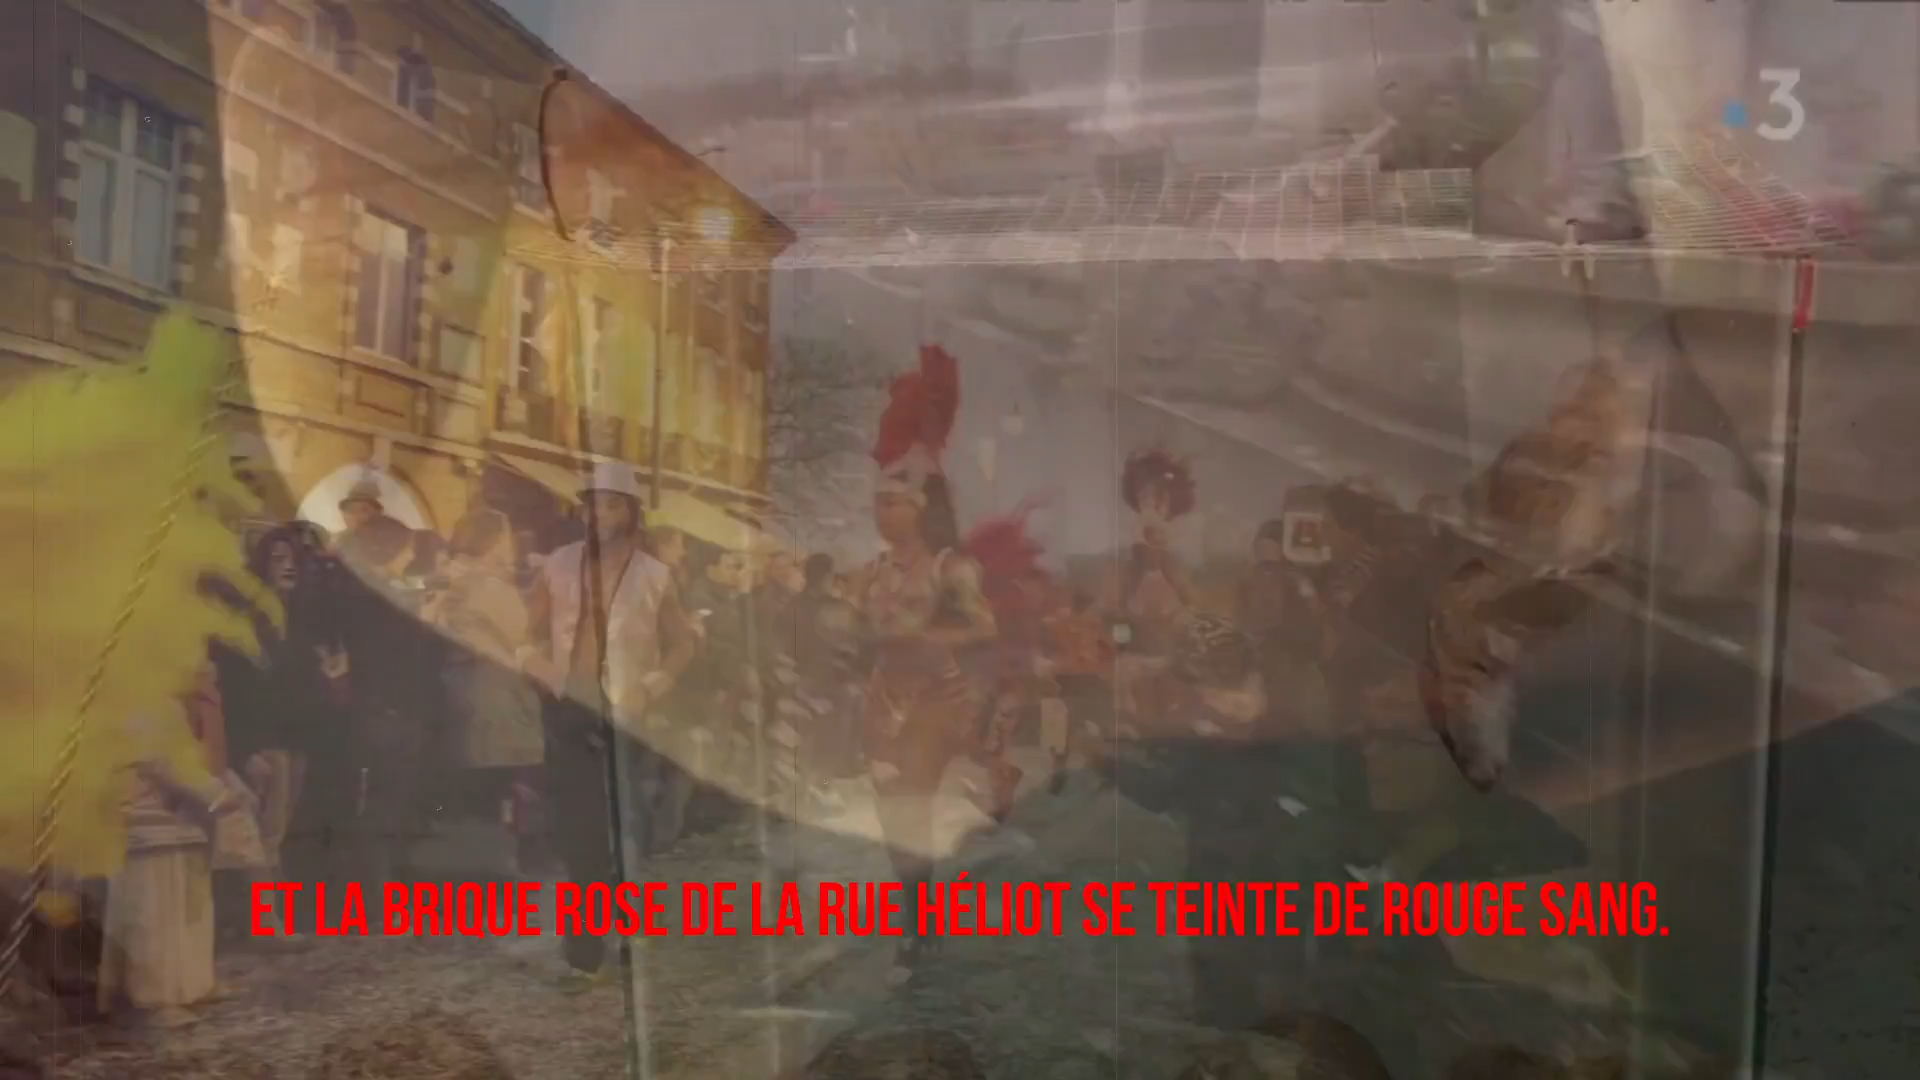 3
ET LA BRIQUE ROSE DE LA RUE HÉLIOT SE TEINTE DE ROUGE SANG.